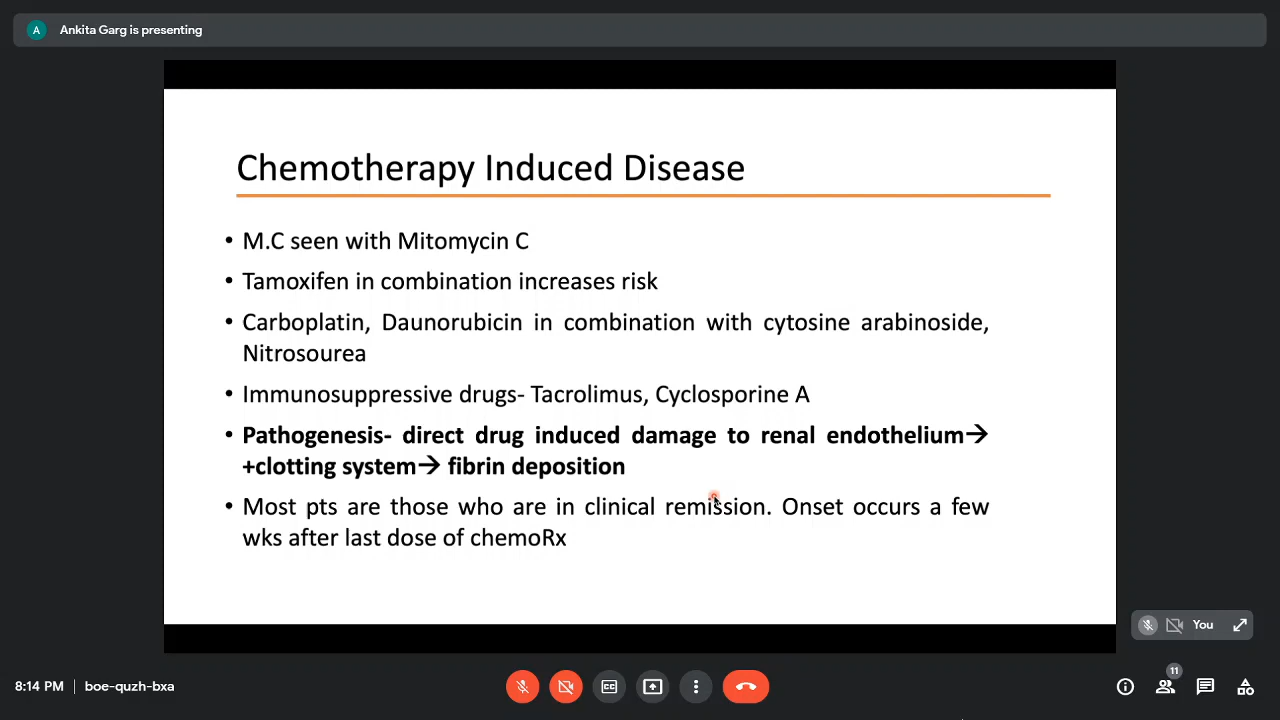 A Ankita Garg is presenting
Chemotherapy Induced Disease
• M.C seen with Mitomycin C
• Tamoxifen in combination increases risk
• Carboplatin, Daunorubicin in combination with cytosine arabinoside,
Nitrosourea
• Immunosuppressive drugs- Tacrolimus, Cyclosporine A
• Pathogenesis- direct drug induced damage to renal endothelium→
+clotting system→ fibrin deposition
• Most pts are those who are in clinical remission. Onset occurs a few
wks after last dose of chemoRx
You
8:14 PM | boe-quzh-bxa
CC
11